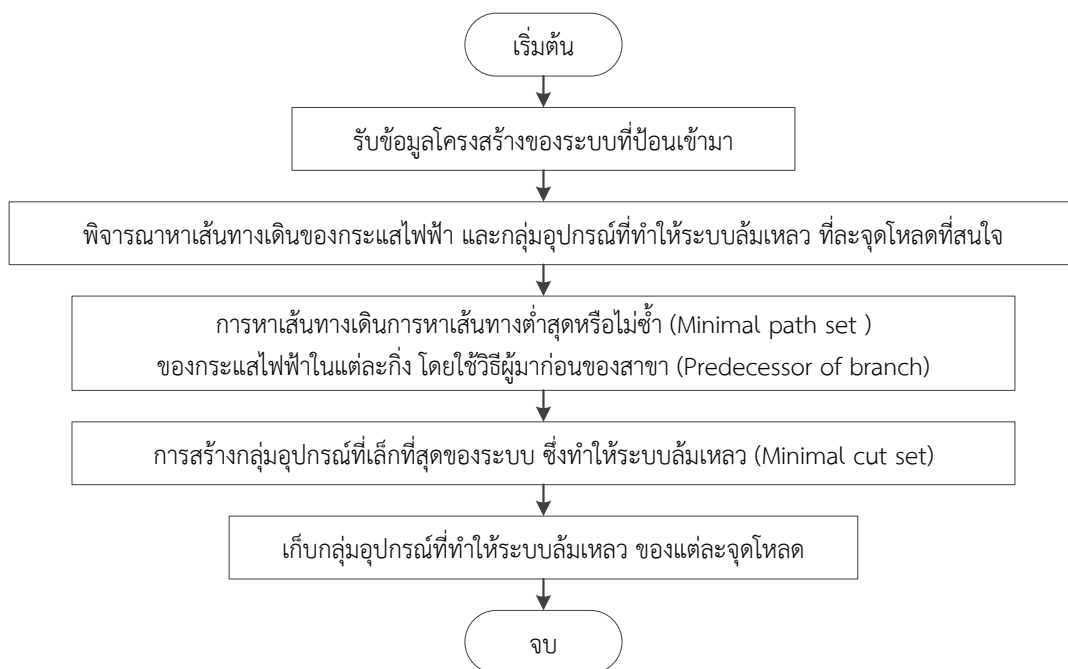 เริ่มต้น
รับข้อมูลโครงสร้างของระบบที่ป้อนเข้ามา
พิจารณาหาเส้นทางเดินของกระแสไฟฟ้า และกลุ่มอุปกรณ์ที่ทำให้ระบบล้มเหลว ที่ละจุดโหลดที่สนใจ
การหาเส้นทางเดินการหาเส้นทางต่ำสุดหรือไม่ซ้ำ (Minimal path set )
ของกระแสไฟฟ้าในแต่ละกิ่ง โดยใช้วิธีผู้มาก่อนของสาขา (Predecessor of branch)
การสร้างกลุ่มอุปกรณ์ที่เล็กที่สุดของระบบ ซึ่งทำให้ระบบล้มเหลว (Minimal cut set)
เก็บกลุ่มอุปกรณ์ที่ทำให้ระบบล้มเหลว ของแต่ละจุดโหลด
จบ